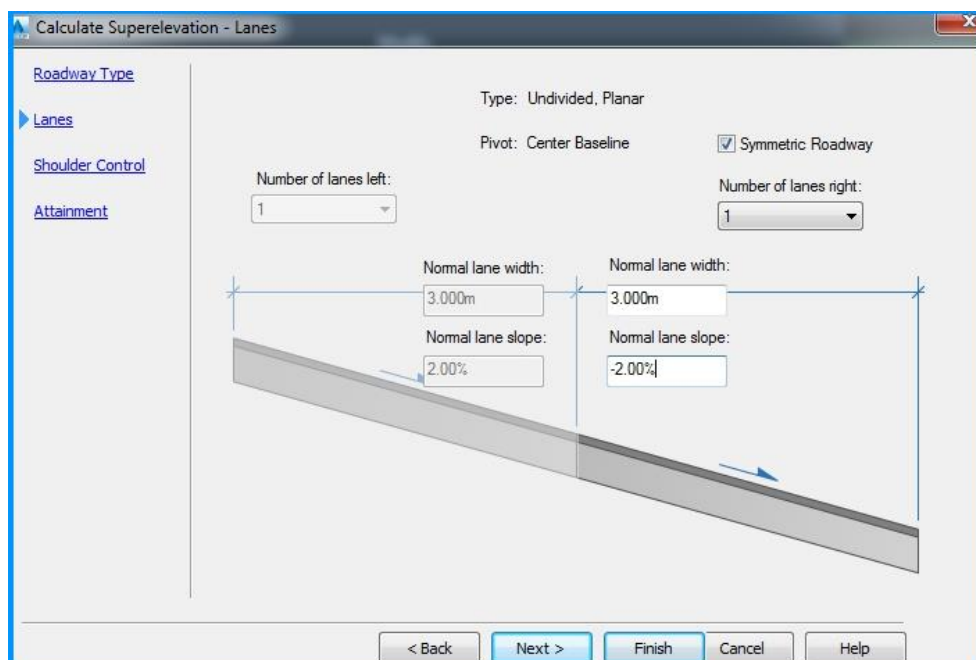 Calculate Superelevation - Lanes
Roadway Type
Lanes
Shoulder Control
Attainment
Type: Undivided, Planar
Pivot: Center Baseline
Symmetric Roadway
Number of lanes left:
1
Number of lanes right:
1
Normal lane width:
3.000m
Normal lane slope:
2.00%
Normal lane width:
3.000m
Normal lane slope:
-2.00%
< Back
Next >
Finish
Cancel
Help